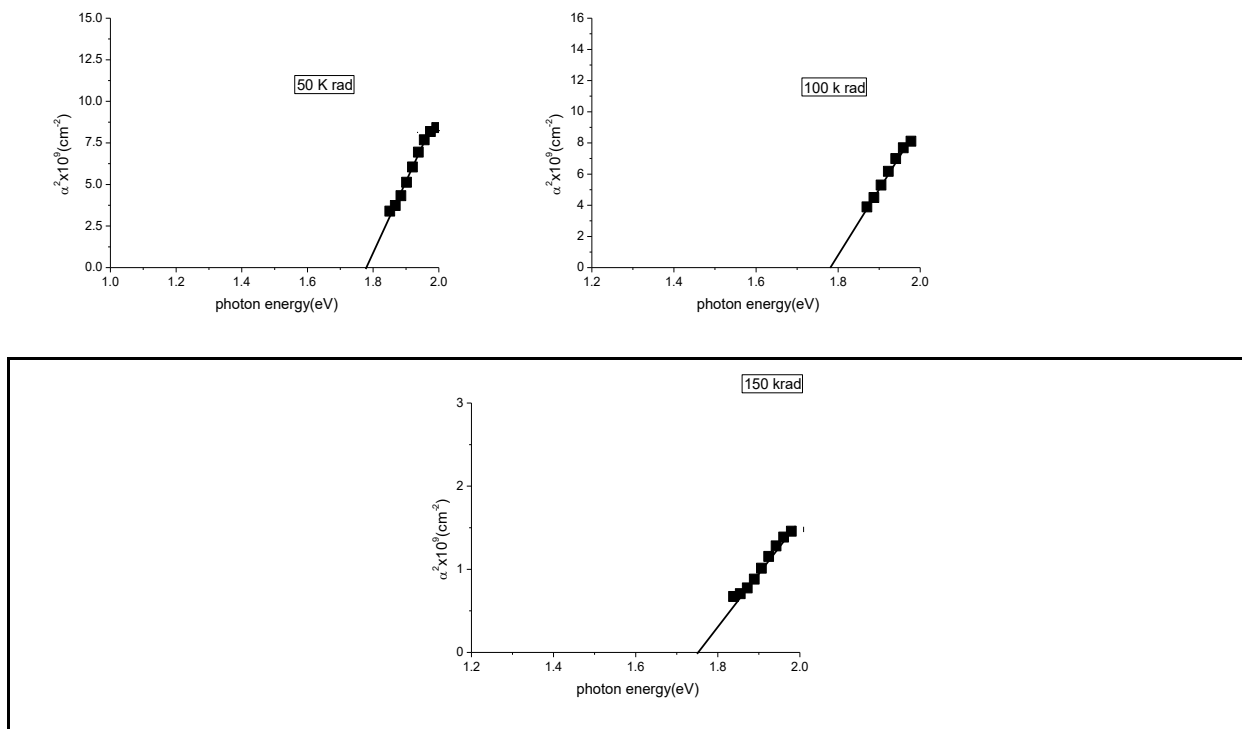 50 K rad
α²x10⁹(cm⁻²)
15.0
12.5
10.0
7.5
5.0
2.5
0.0
1.0 1.2 1.4 1.6 1.8 2.0
photon energy(eV)
100 k rad
α²x10⁹(cm⁻²)
16
14
12
10
8
6
4
2
0
1.2 1.4 1.6 1.8 2.0
photon energy(eV)
150 krad
α²x10⁹(cm⁻²)
3
2
1
0
1.2 1.4 1.6 1.8 2.0
photon energy(eV)